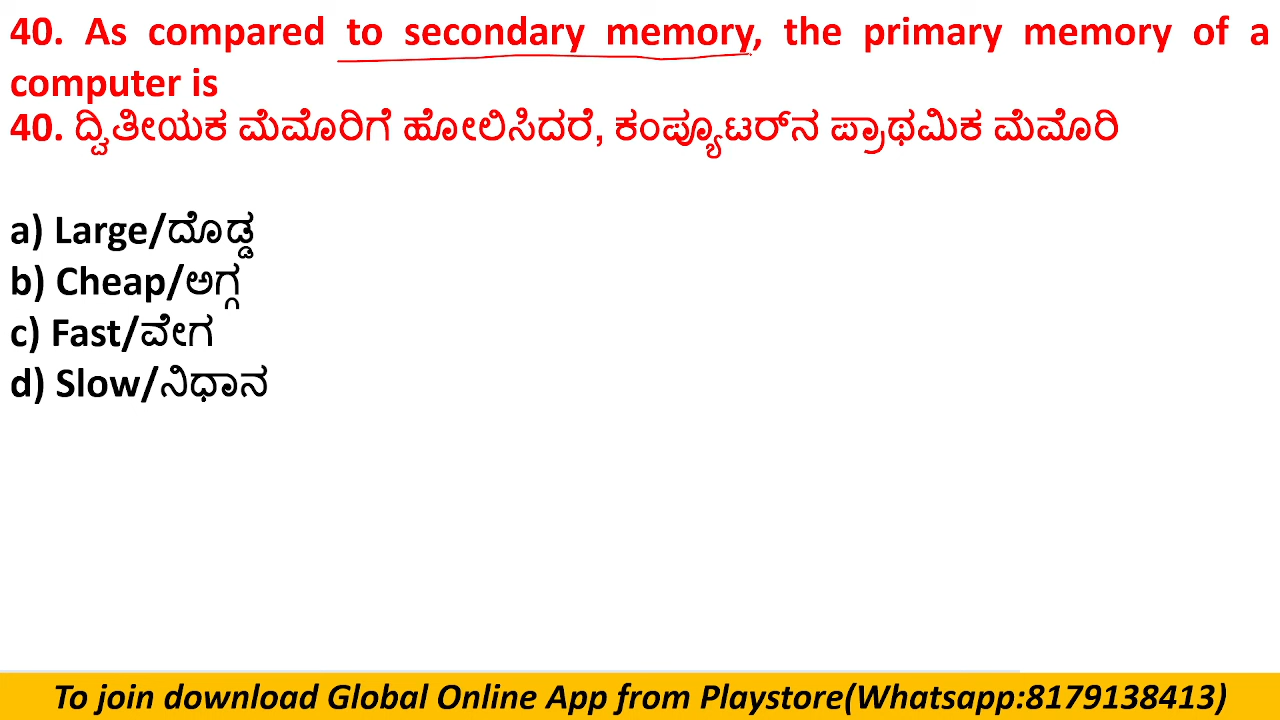 40. As compared to secondary memory, the primary memory of a
computer is
40. ದ್ವಿತೀಯಕ ಮೆಮೊರಿಗೆ ಹೋಲಿಸಿದರೆ, ಕಂಪ್ಯೂಟರ್‌ನ ಪ್ರಾಥಮಿಕ ಮೆಮೊರಿ
a) Large/ದೊಡ್ಡ
b) Cheap/ಅಗ್ಗ
c) Fast/ವೇಗ
d) Slow/ನಿಧಾನ
To join download Global Online App from Playstore(Whatsapp:8179138413)